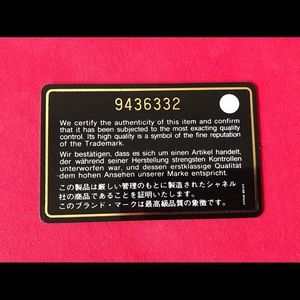 9436332
We certify the authenticity of this item and confirm
that it has been subjected to the most exacting quality
control. Its high quality is a symbol of the fine reputation
of the Trademark.
Wir bestätigen, dass es sich um einen Artikel handelt,
der während seiner Herstellung strengsten Kontrollen
unterworfen war, und dessen erstklassige Qualität
dem hohen Ansehen unserer Marke entspricht.
この製品は厳しい管理のもとに製造されたシャネル
社の商品であることを証明いたします。
このブランド・マークは最高級品質の象徴です。